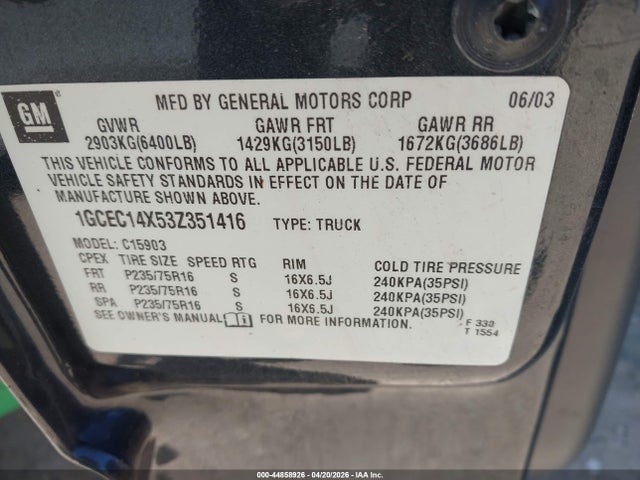 GM
MFD BY GENERAL MOTORS CORP 06/03
GVWR GAWR FRT GAWR RR
2903KG(6400LB) 1429KG(3150LB) 1672KG(3686LB)
THIS VEHICLE CONFORMS TO ALL APPLICABLE U.S. FEDERAL MOTOR
VEHICLE SAFETY STANDARDS IN EFFECT ON THE DATE OF
MANUFACTURE SHOWN ABOVE.
1GCEC14X53Z351416 TYPE: TRUCK
MODEL: C15903
CPEX TIRE SIZE SPEED RTG RIM COLD TIRE PRESSURE
FRT P235/75R16 S 16X6.5J 240KPA(35PSI)
RR P235/75R16 S 16X6.5J 240KPA(35PSI)
SPA P235/75R16 S 16X6.5J 240KPA(35PSI)
SEE OWNER'S MANUAL FOR MORE INFORMATION.
F 338
T 1554
000-44858926 - 04/20/2026 - IAA Inc.